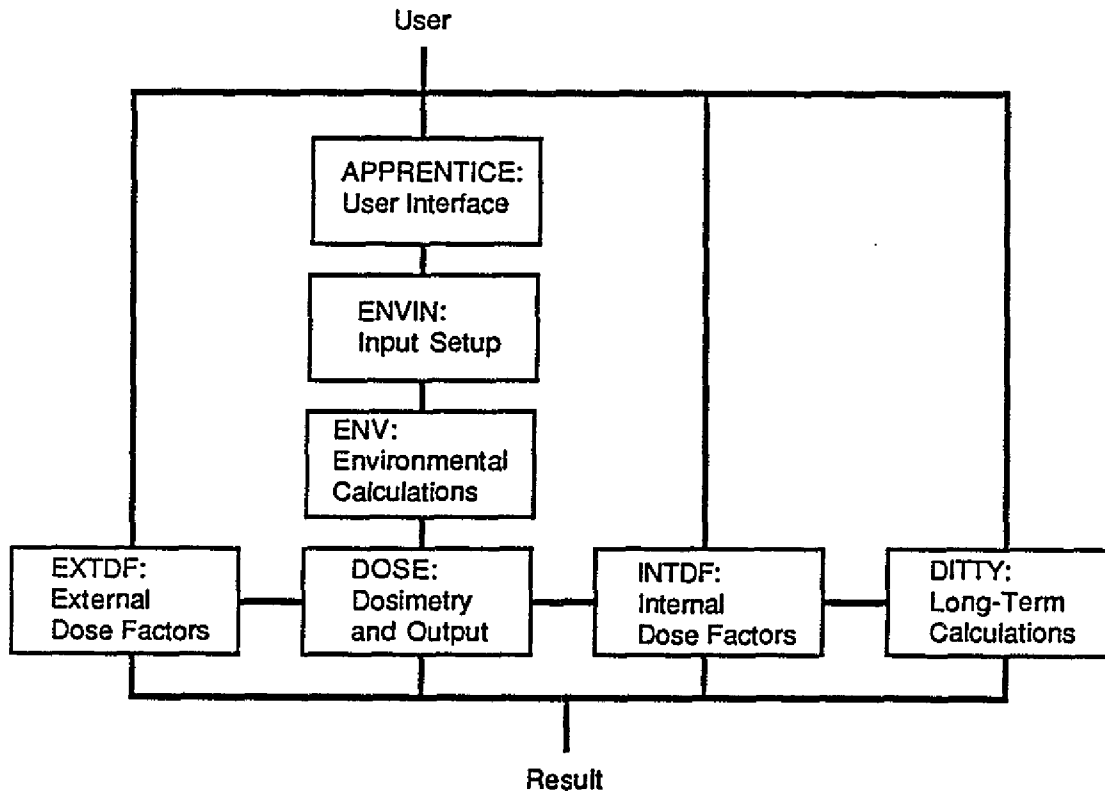 User
APPRENTICE:
User Interface
ENVIN:
Input Setup
ENV:
Environmental
Calculations
EXTDF:
External
Dose Factors
DOSE:
Dosimetry
and Output
INTDF:
Internal
Dose Factors
DITTY:
Long-Term
Calculations
Result